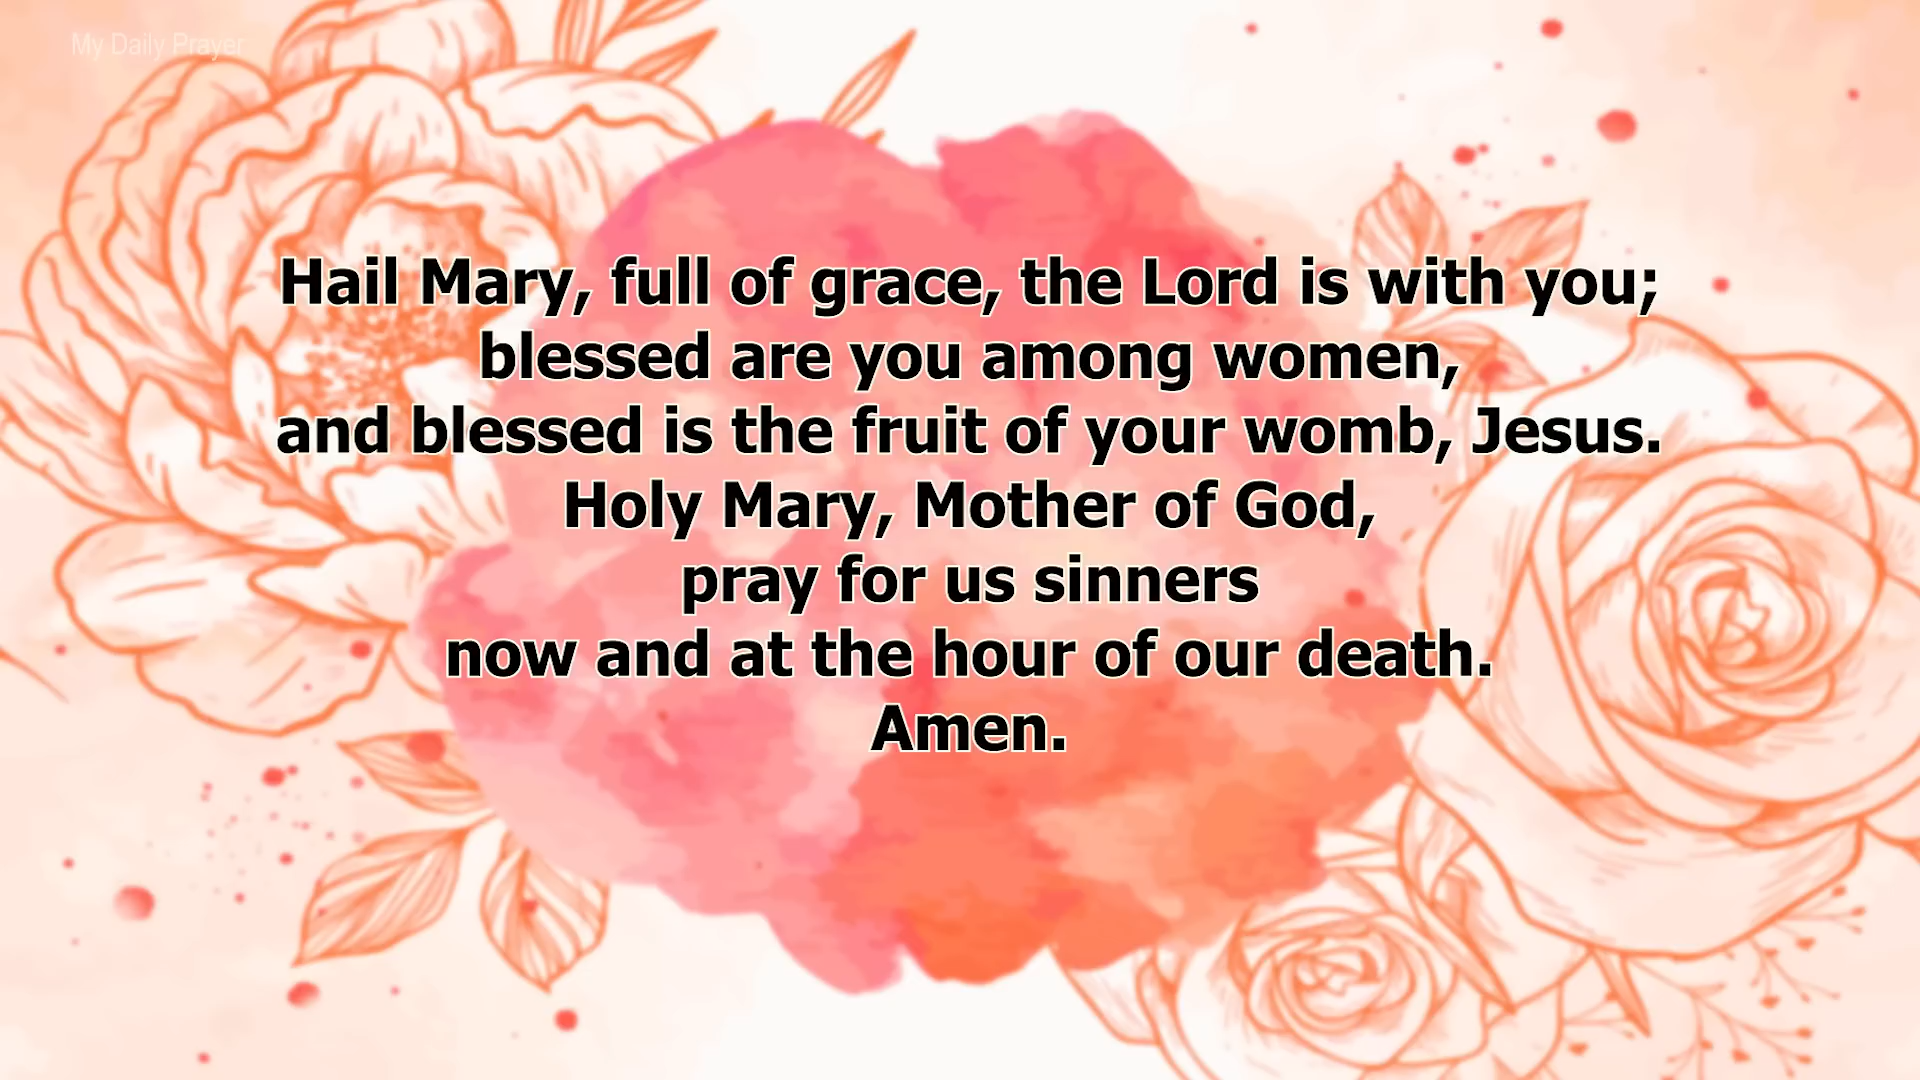 My Daily Prayer
Hail Mary, full of grace, the Lord is with you;
blessed are you among women,
and blessed is the fruit of your womb, Jesus.
Holy Mary, Mother of God,
pray for us sinners
now and at the hour of our death.
Amen.